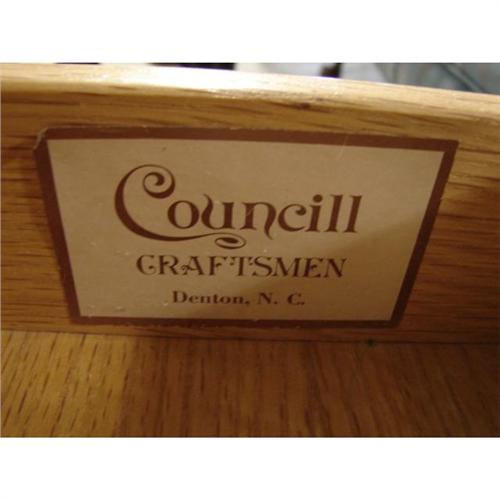 Councill
CRAFTSMEN
Denton, N. C.